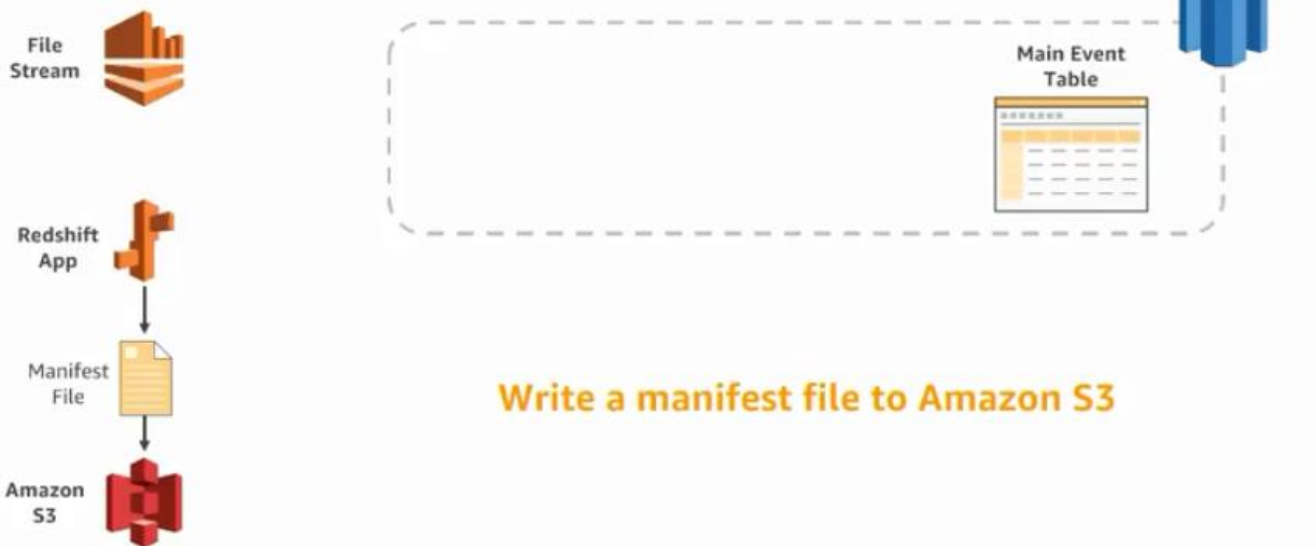 File
Stream
Main Event
Table
Redshift
App
Manifest
File
Write a manifest file to Amazon S3
Amazon
S3